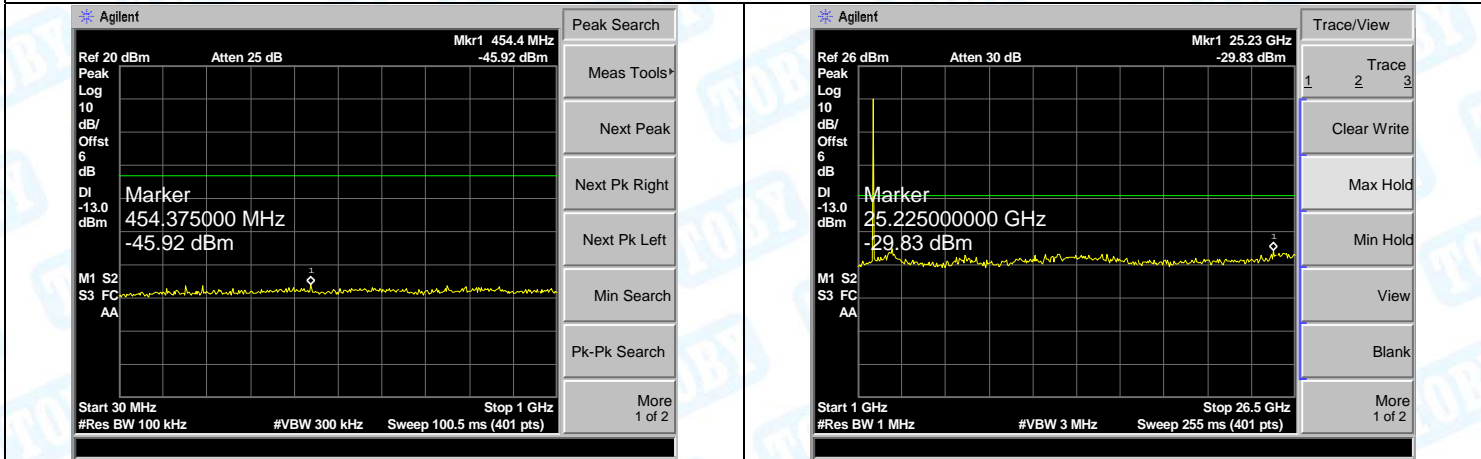 Agilent
Peak Search
Mkr1 454.4 MHz
Ref 20 dBm Atten 25 dB -45.92 dBm
Peak
Log
10
dB/
Offst
6
dB
DI
-13.0
dBm
Marker
454.375000 MHz
-45.92 dBm
1
M1 S2
S3 FC
AA
Start 30 MHz Stop 1 GHz
#Res BW 100 kHz #VBW 300 kHz Sweep 100.5 ms (401 pts)
Meas Tools
Next Peak
Next Pk Right
Next Pk Left
Min Search
Pk-Pk Search
More
1 of 2
Agilent
Trace/View
Mkr1 25.23 GHz
Ref 26 dBm Atten 30 dB -29.83 dBm
Peak
Log
10
dB/
Offst
6
dB
DI
-13.0
dBm
Marker
25.225000000 GHz
-29.83 dBm
1
M1 S2
S3 FC
AA
Start 1 GHz Stop 26.5 GHz
#Res BW 1 MHz #VBW 3 MHz Sweep 255 ms (401 pts)
Trace
1 2 3
Clear Write
Max Hold
Min Hold
View
Blank
More
1 of 2
TOBY